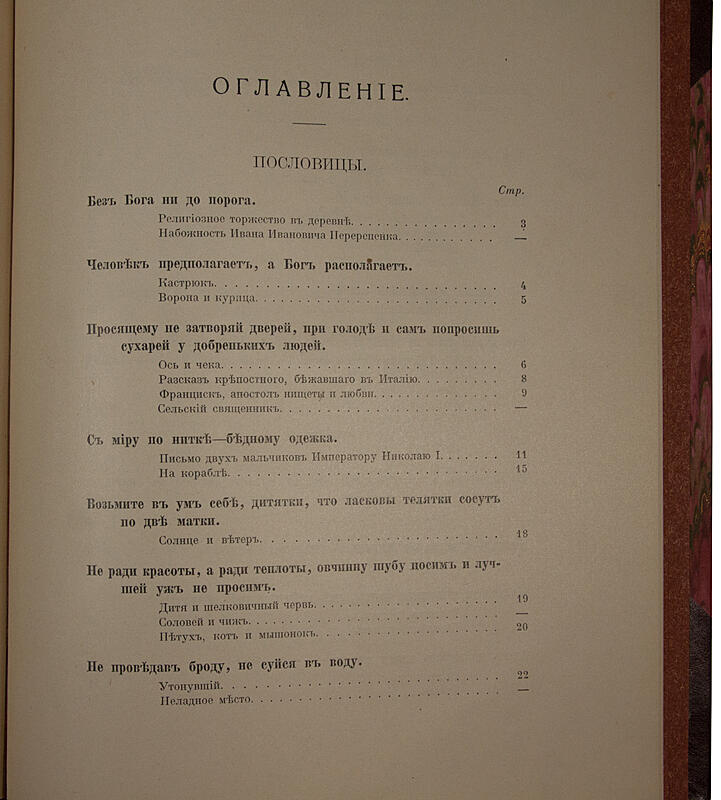 ОГЛАВЛЕНІЕ.
ПОСЛОВИЦЫ.
Стр.
Безъ Бога ни до порога.
Религіозное торжество въ деревнѣ. . . . . . . . . . . . . . . 3
Набожность Ивана Ивановича Перерепенка. . . . . . . . . . —
Человѣкъ предполагаетъ, а Богъ располагаетъ.
Кастрюкъ. . . . . . . . . . . . . . . . . . . . . . . . . . . . 4
Ворона и курица. . . . . . . . . . . . . . . . . . . . . . . . 5
Просящему не затворяй дверей, при голодѣ и самъ попросишь
сухарей у добренькихъ людей.
Ось и чека. . . . . . . . . . . . . . . . . . . . . . . . . . . 6
Разсказъ крѣпостного, бѣжавшаго въ Италію. . . . . . . . 8
Францискъ, апостолъ нищеты и любви. . . . . . . . . . . . 9
Сельскій священникъ. . . . . . . . . . . . . . . . . . . . . —
Съ міру по ниткѣ—бѣдному одежка.
Письмо двухъ мальчиковъ Императору Николаю I. . . . . . 11
На кораблѣ. . . . . . . . . . . . . . . . . . . . . . . . . . 15
Возьмите въ умъ себѣ, дитятки, что ласковы телятки сосутъ
по двѣ матки.
Солнце и вѣтеръ. . . . . . . . . . . . . . . . . . . . . . . 18
Не ради красоты, а ради теплоты, овчинну шубу носимъ и луч-
шей ужъ не просимъ.
Дитя и шелковичный червь. . . . . . . . . . . . . . . . . . 19
Соловей и чижъ. . . . . . . . . . . . . . . . . . . . . . . —
Пѣтухъ, котъ и мышонокъ. . . . . . . . . . . . . . . . . . 20
Не провѣдавъ броду, не суйся въ воду.
Утонувшій. . . . . . . . . . . . . . . . . . . . . . . . . . 22
Неладное мѣсто. . . . . . . . . . . . . . . . . . . . . . . —